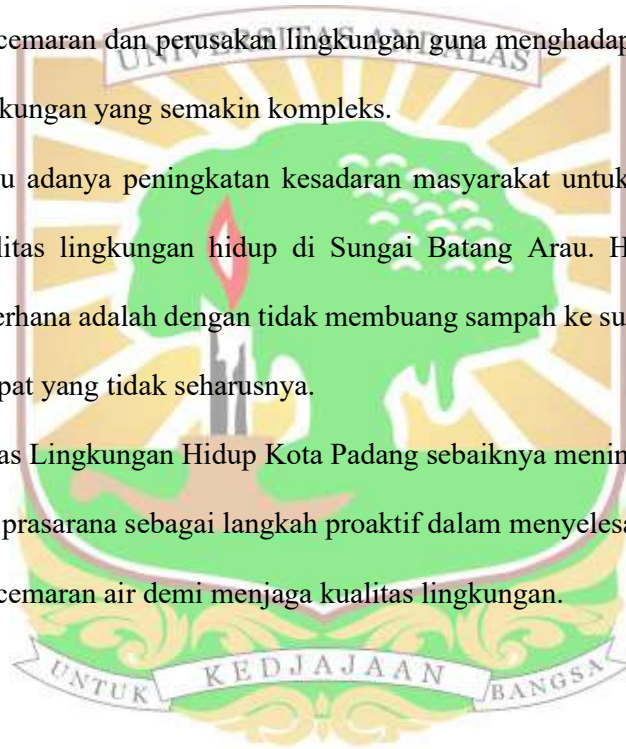 cemaran dan perusakan lingkungan guna menghadap
UNIVERSITAS ANDALAS
kungan yang semakin kompleks.
u adanya peningkatan kesadaran masyarakat untuk
litas lingkungan hidup di Sungai Batang Arau. H
erhana adalah dengan tidak membuang sampah ke su
pat yang tidak seharusnya.
as Lingkungan Hidup Kota Padang sebaiknya menin
prasarana sebagai langkah proaktif dalam menyelesa
cemaran air demi menjaga kualitas lingkungan.
UNTUK KEDJAJAAN BANGSA